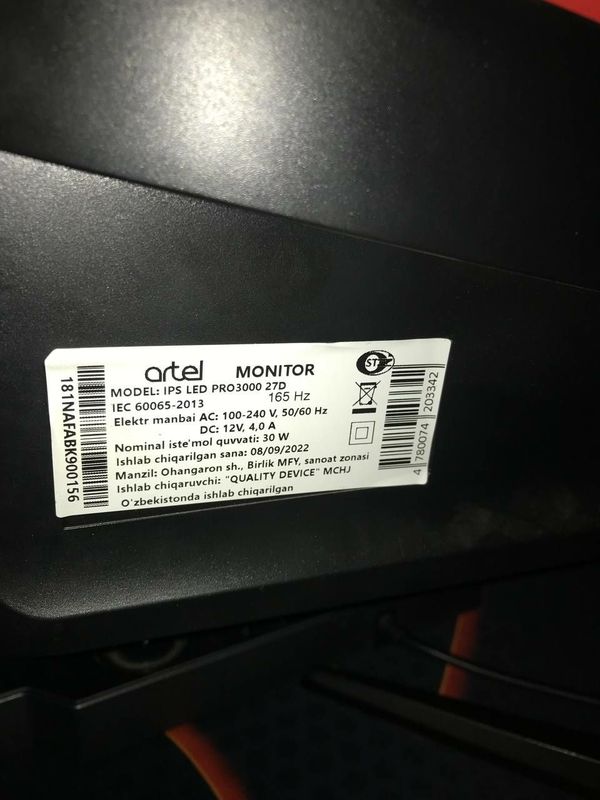 artel MONITOR
MODEL: IPS LED PRO3000 27D
165 Hz
IEC 60065-2013
Elektr manbai AC: 100-240 V, 50/60 Hz
DC: 12V, 4,0 A
Nominal iste'mol quvvati: 30 W
Ishlab chiqarilgan sana: 08/09/2022
Manzil: Ohangaron sh., Birlik MFY, sanoat zonasi
Ishlab chiqaruvchi: "QUALITY DEVICE" MCHJ
O'zbekistonda ishlab chiqarilgan
181NAFABK900156
ST
4 780074 203342